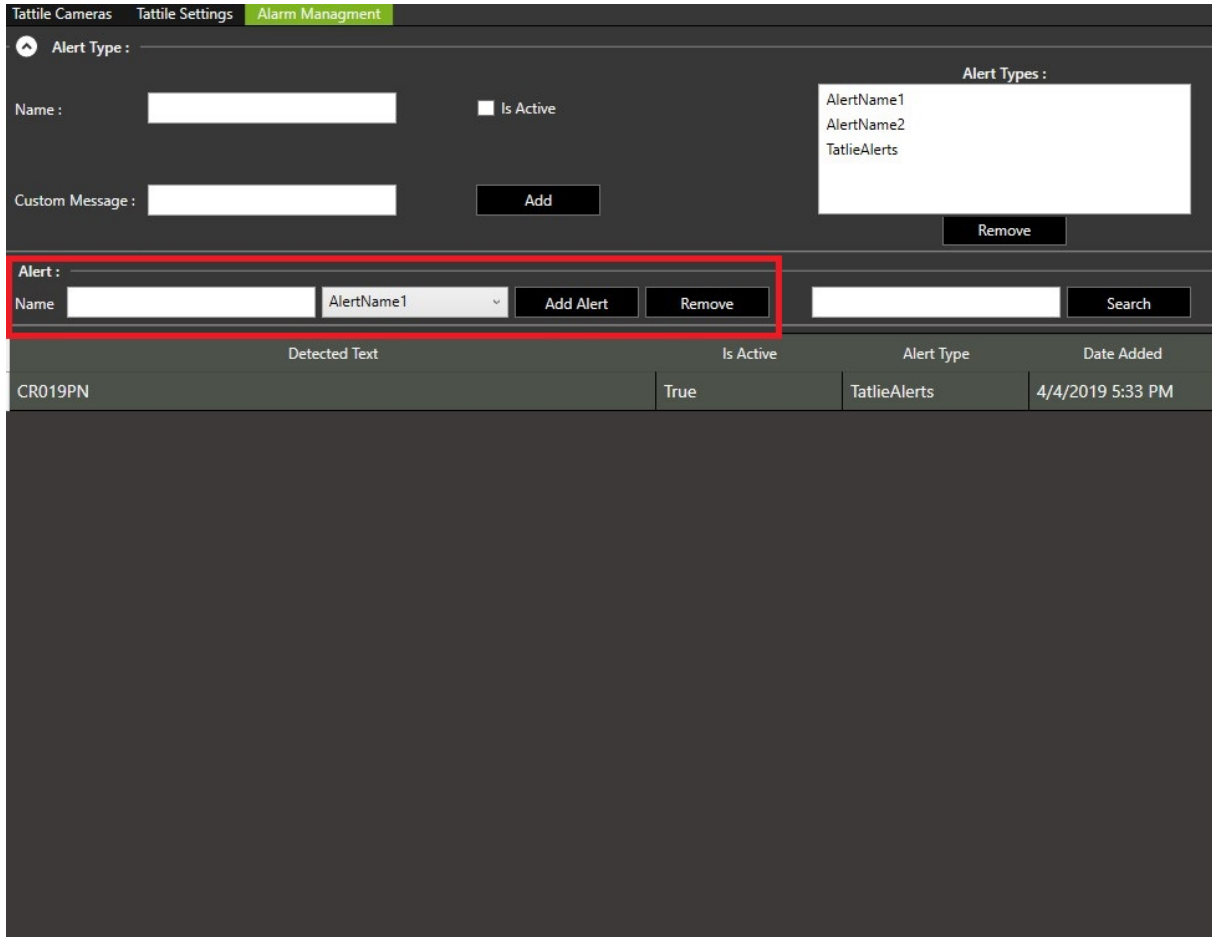 Tattile Cameras Tattile Settings Alarm Managment
Alert Type :
Alert Types :
Name : Is Active
AlertName1
AlertName2
TatlieAlerts
Custom Message : Add
Remove
Alert :
Name AlertName1 Add Alert Remove Search
Detected Text Is Active Alert Type Date Added
CR019PN True TatlieAlerts 4/4/2019 5:33 PM